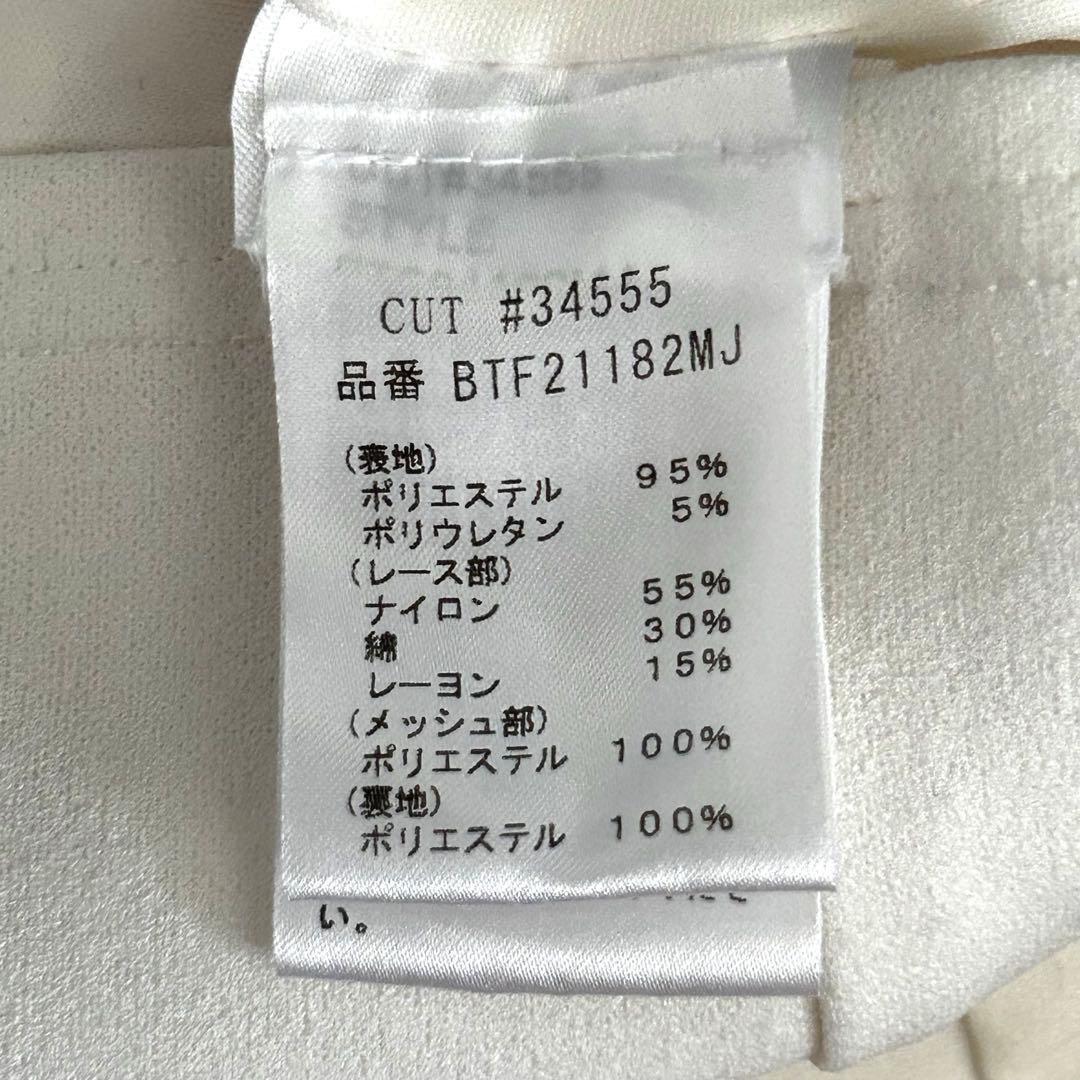 CUT #34555
品番 BTF21182MJ
(表地)
ポリエステル 95%
ポリウレタン 5%
(レース部)
ナイロン 55%
綿 30%
レーヨン 15%
(メッシュ部)
ポリエステル 100%
(裏地)
ポリエステル 100%
い。